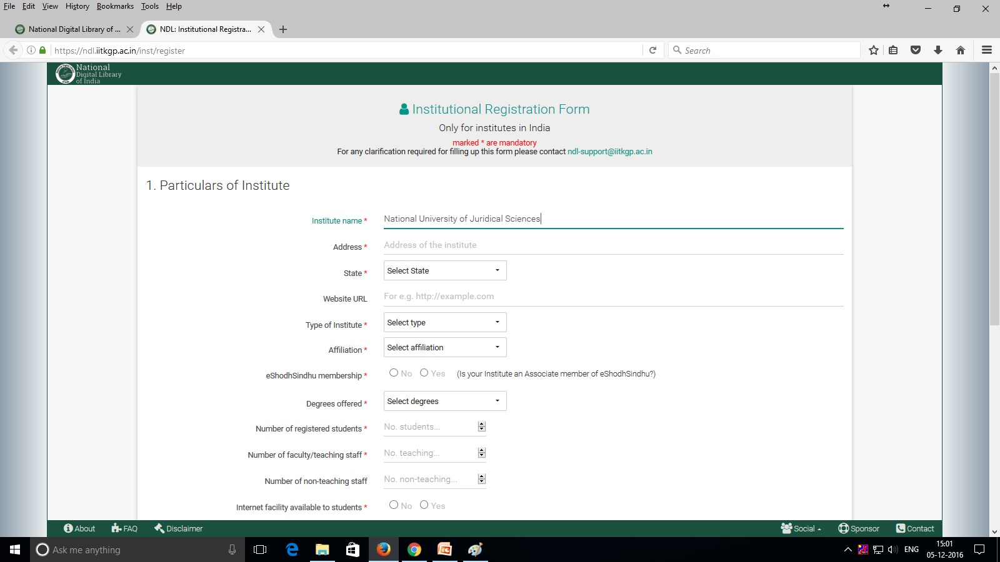 File Edit View History Bookmarks Tools Help
National Digital Library of ... NDL: Institutional Registra...
https://ndl.iitkgp.ac.in/inst/register Search
National
Digital Library
of India
Institutional Registration Form
Only for institutes in India
marked * are mandatory
For any clarification required for filling up this form please contact ndl-support@iitkgp.ac.in
1. Particulars of Institute
Institute name * National University of Juridical Sciences
Address * Address of the institute
State * Select State
Website URL For e.g. http://example.com
Type of Institute * Select type
Affiliation * Select affiliation
eShodhSindhu membership * No Yes (Is your Institute an Associate member of eShodhSindhu?)
Degrees offered * Select degrees
Number of registered students * No. students...
Number of faculty/teaching staff * No. teaching...
Number of non-teaching staff No. non-teaching...
Internet facility available to students * No Yes
About FAQ Disclaimer Social Sponsor Contact
Ask me anything ENG 15:01
05-12-2016